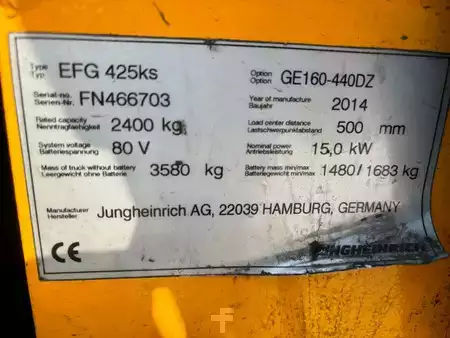 Type EFG 425ks Option GE160-440DZ
Typ Option
Serial-no. FN466703 Year of manufacture 2014
Serien-Nr. Baujahr
Rated capacity 2400 kg Load center distance 500 mm
Nenntragfaehigkeit Lastschwerpunktabstand
System voltage 80 V Nominal power 15,0 kW
Batteriespannung Antriebsleistung
Mass of truck without battery 3580 kg Battery mass min/max 1480/1683 kg
Leergewicht ohne Batterie Batteriegewicht min/max
Manufacturer Jungheinrich AG, 22039 HAMBURG, GERMANY
Hersteller
CE JUNGHEINRICH